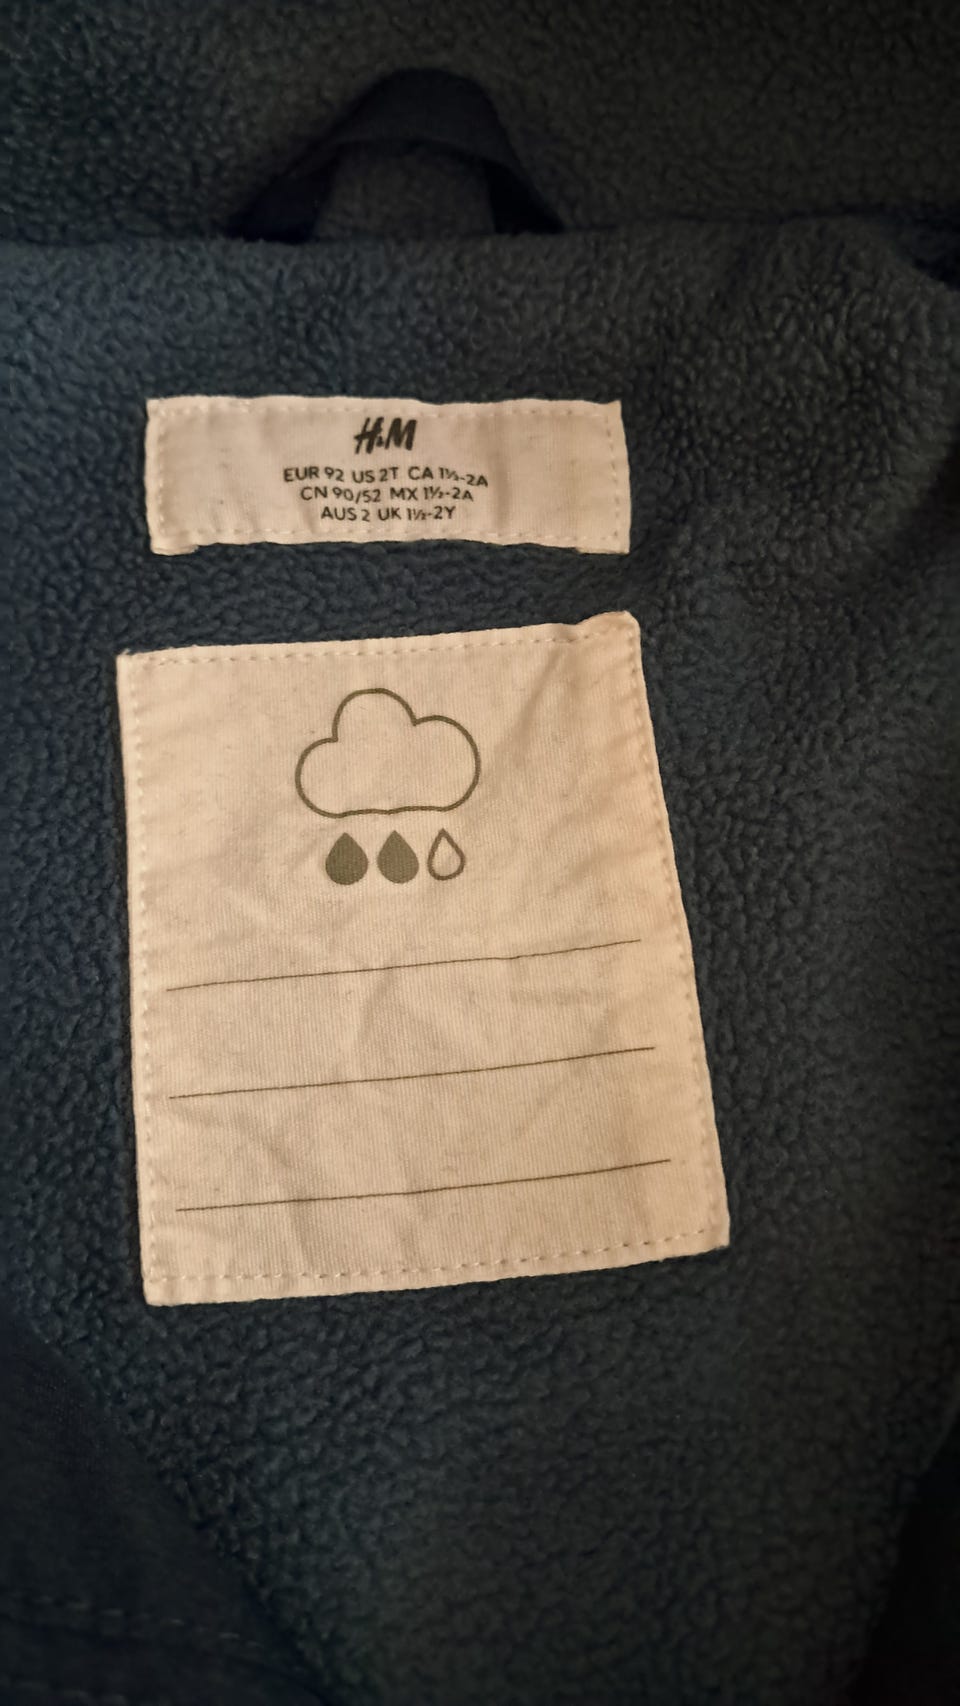 H&M
EUR 92 US 2T CA 1½-2A
CN 90/52 MX 1½-2A
AUS 2 UK 1½-2Y